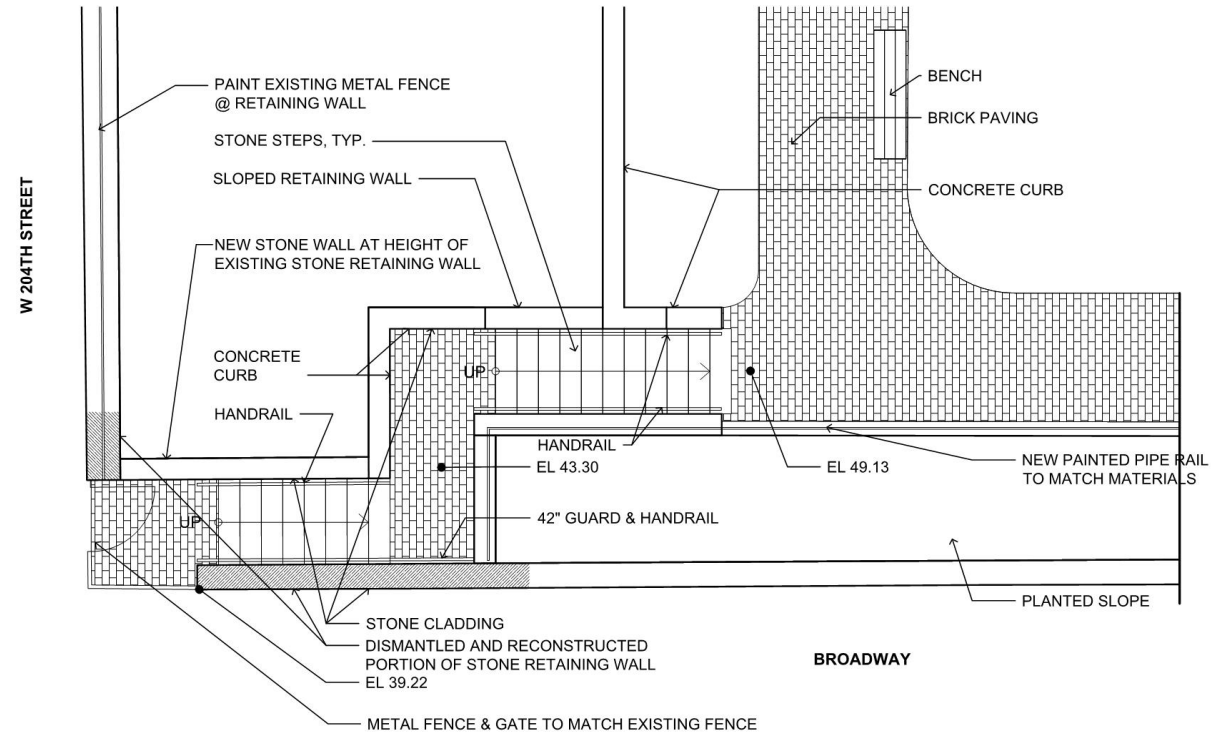 PAINT EXISTING METAL FENCE
@ RETAINING WALL
STONE STEPS, TYP.
SLOPED RETAINING WALL
NEW STONE WALL AT HEIGHT OF
EXISTING STONE RETAINING WALL
W 204TH STREET
BENCH
BRICK PAVING
CONCRETE CURB
CONCRETE
CURB
UP
HANDRAIL
HANDRAIL
EL 43.30
EL 49.13
NEW PAINTED PIPE RAIL
TO MATCH MATERIALS
UP
42" GUARD & HANDRAIL
PLANTED SLOPE
STONE CLADDING
DISMANTLED AND RECONSTRUCTED
PORTION OF STONE RETAINING WALL
EL 39.22
BROADWAY
METAL FENCE & GATE TO MATCH EXISTING FENCE